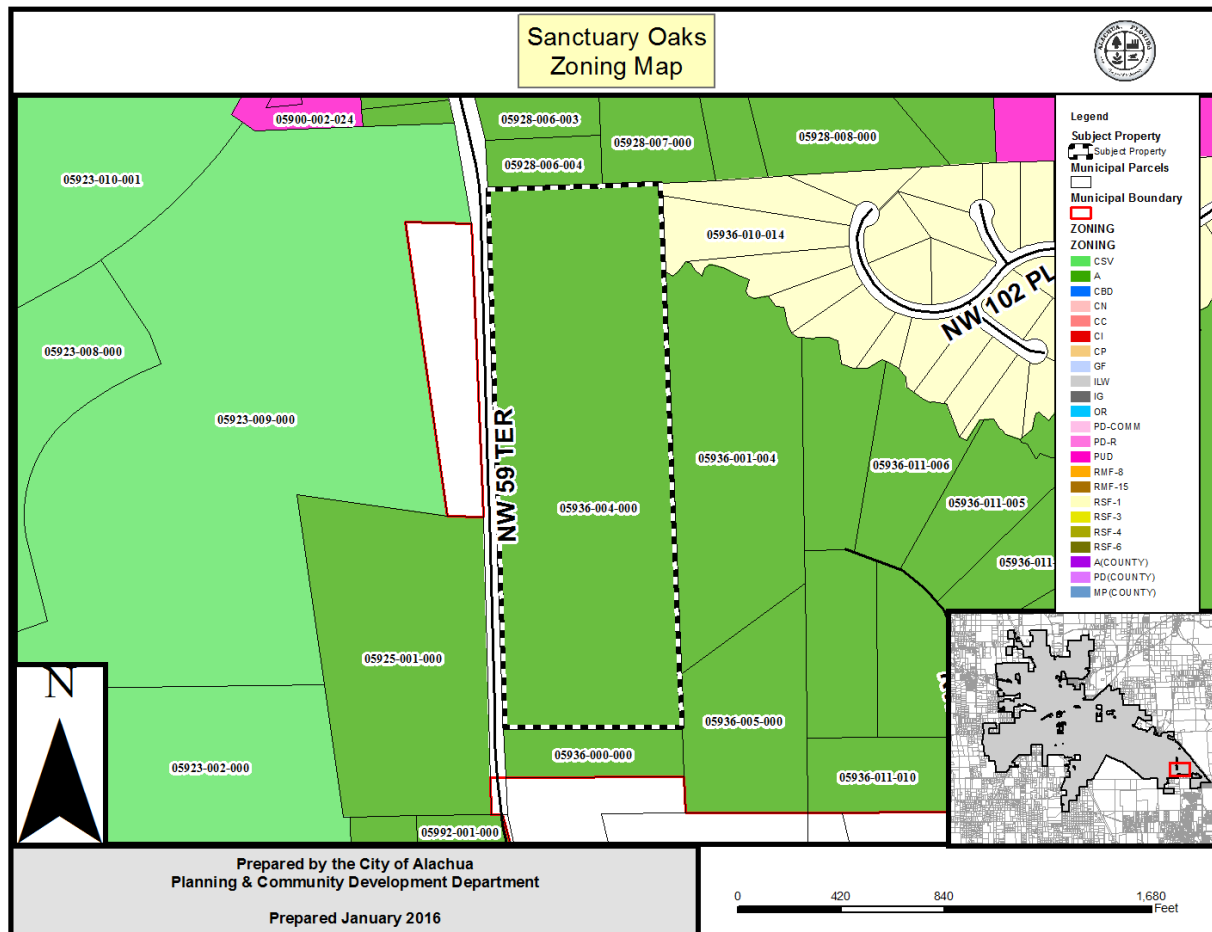 Sanctuary Oaks
Zoning Map
ALACHUA, FLORIDA
05900-002-024
05928-006-003
05928-007-000
05928-008-000
05928-006-004
05923-010-001
05936-010-014
NW 102 PL
05923-008-000
05923-009-000
NW 59 TER
05936-001-004
05936-011-006
05936-004-000
05936-011-005
05936-011-
05925-001-000
05936-005-000
05936-000-000
05923-002-000
05936-011-010
05992-001-000
Legend
Subject Property
Subject Property
Municipal Parcels
Municipal Boundary
ZONING
ZONING
CSV
A
CBD
CN
CC
CI
CP
GF
ILW
IG
OR
PD-COMM
PD-R
PUD
RMF-8
RMF-15
RSF-1
RSF-3
RSF-4
RSF-6
A(COUNTY)
PD(COUNTY)
MP(COUNTY)
N
Prepared by the City of Alachua
Planning & Community Development Department
Prepared January 2016
0 420 840 1,680
Feet